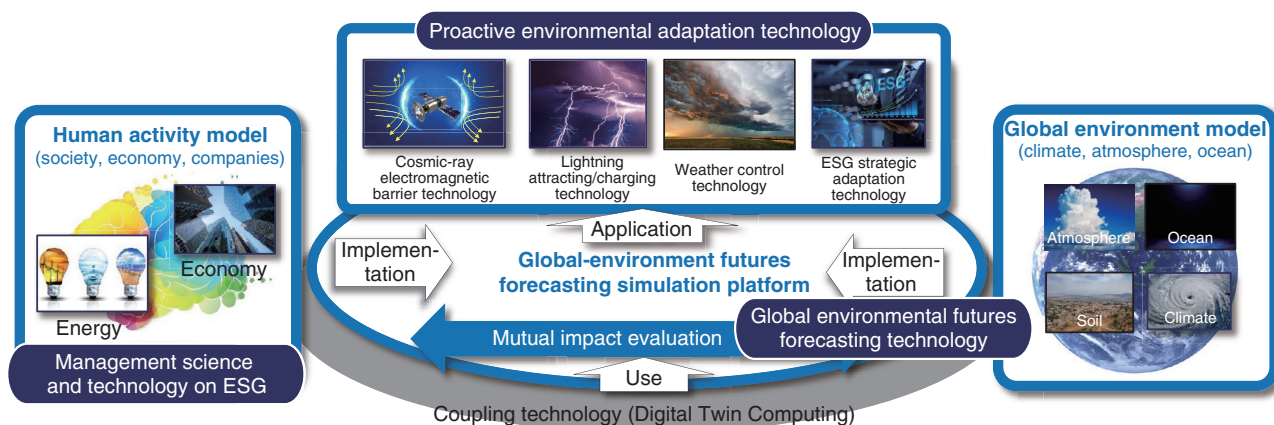 Proactive environmental adaptation technology
ESG
Cosmic-ray
electromagnetic
barrier technology
Lightning
attracting/charging
technology
Weather control
technology
ESG strategic
adaptation
technology
Human activity model
(society, economy, companies)
Economy
Energy
Management science
and technology on ESG
Application
Implemen-
tation
Global-environment futures
forecasting simulation platform
Implemen-
tation
Mutual impact evaluation
Global environmental futures
forecasting technology
Use
Coupling technology (Digital Twin Computing)
Global environment model
(climate, atmosphere, ocean)
Atmosphere
Ocean
Soil
Climate